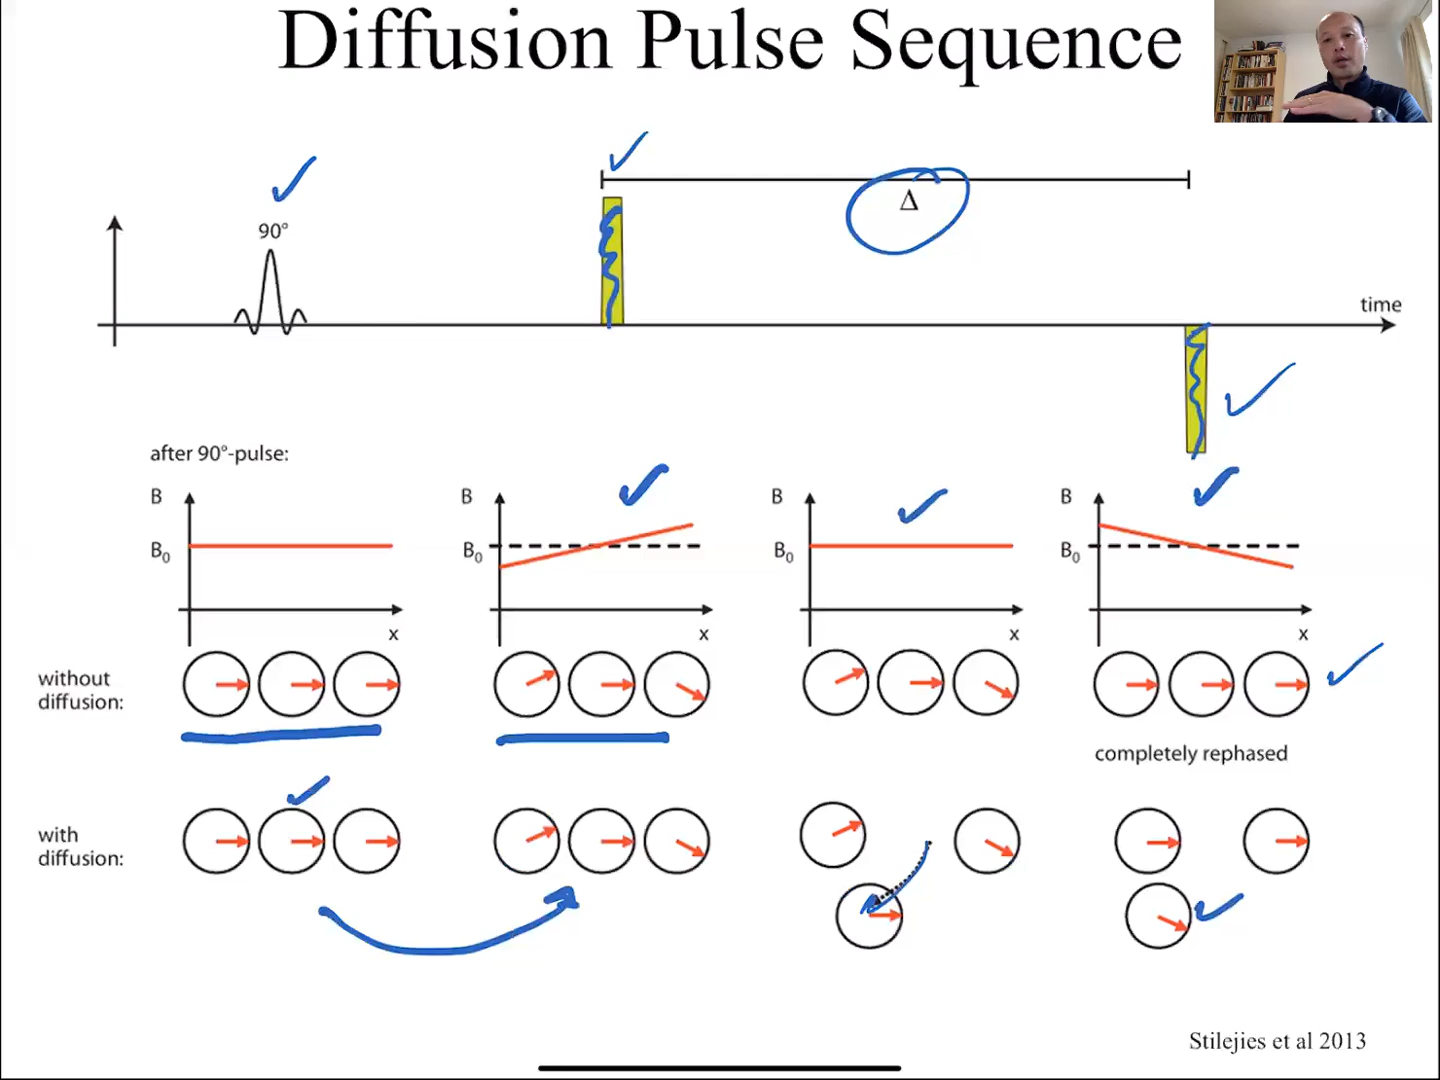 Diffusion Pulse Sequence
Δ
90°
time
after 90°-pulse:
B
B
B
B
B₀
B₀
B₀
B₀
x
x
x
x
without
diffusion:
completely rephased
with
diffusion:
Stilejies et al 2013